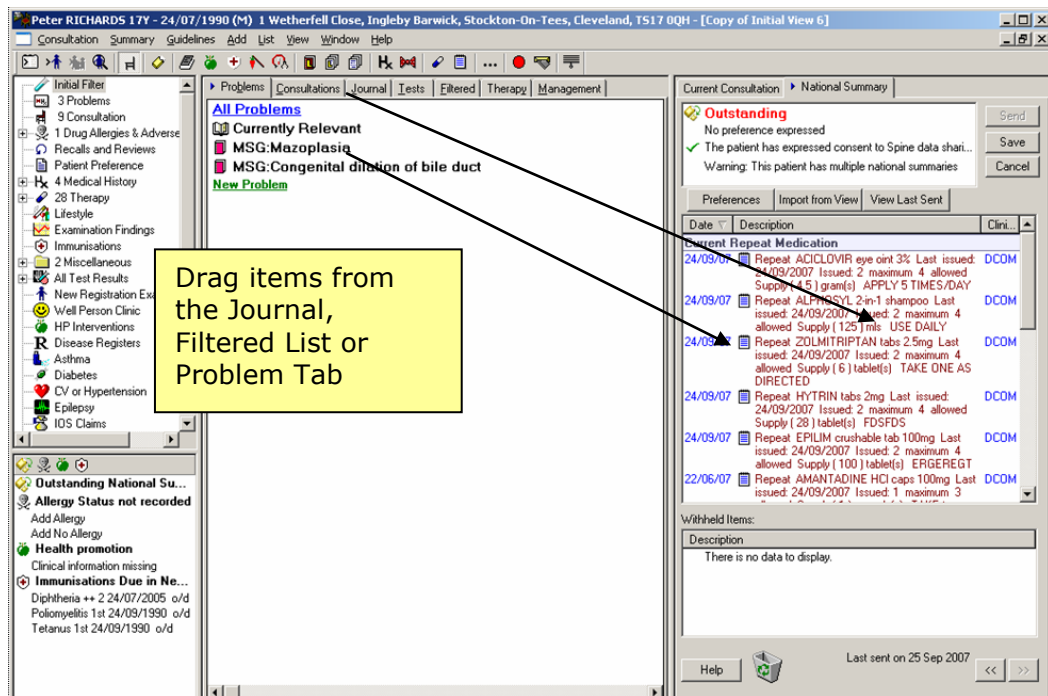 Peter RICHARDS 17Y - 24/07/1990 (M) 1 Wetherfell Close, Ingleby Barwick, Stockton-On-Tees, Cleveland, TS17 0QH - [Copy of Initial View 6]
Consultation Summary Guidelines Add List View Window Help
Initial Filter
3 Problems
9 Consultation
1 Drug Allergies & Adverse
Recalls and Reviews
Patient Preference
4 Medical History
28 Therapy
Lifestyle
Examination Findings
Immunisations
2 Miscellaneous
All Test Results
New Registration Exa
Well Person Clinic
HP Interventions
Disease Registers
Asthma
Diabetes
CV or Hypertension
Epilepsy
IOS Claims
Outstanding National Su...
Allergy Status not recorded
Add Allergy
Add No Allergy
Health promotion
Clinical information missing
Immunisations Due in Ne...
Diphtheria ++ 2 24/07/2005 o/d
Poliomyelitis 1st 24/09/1990 o/d
Tetanus 1st 24/09/1990 o/d
Problems Consultations Journal Tests Filtered Therapy Management
All Problems
Currently Relevant
MSG:Mazoplasia
MSG:Congenital dilation of bile duct
New Problem
Drag items from
the Journal,
Filtered List or
Problem Tab
Current Consultation National Summary
Outstanding
No preference expressed
The patient has expressed consent to Spine data shari...
Warning: This patient has multiple national summaries
Send
Save
Cancel
Preferences Import from View View Last Sent
Date Description Clini...
Current Repeat Medication
24/09/07 Repeat ACICLOVIR eye oint 3% Last issued: DCOM
24/09/2007 Issued: 2 maximum 4 allowed
Supply ( 4.5 ) gram(s) APPLY 5 TIMES/DAY
24/09/07 Repeat ALPHOSYL 2-in-1 shampoo Last DCOM
issued: 24/09/2007 Issued: 2 maximum 4
allowed Supply ( 125 ) mls USE DAILY
24/09/07 Repeat ZOLMITRIPTAN tabs 2.5mg Last DCOM
issued: 24/09/2007 Issued: 2 maximum 4
allowed Supply ( 6 ) tablet(s) TAKE ONE AS
DIRECTED
24/09/07 Repeat HYTRIN tabs 2mg Last issued: DCOM
24/09/2007 Issued: 2 maximum 4 allowed
Supply ( 28 ) tablet(s) FDSFDS
24/09/07 Repeat EPILIM crushable tab 100mg Last DCOM
issued: 24/09/2007 Issued: 2 maximum 4
allowed Supply ( 100 ) tablet(s) ERGEREGT
22/06/07 Repeat AMANTADINE HCl caps 100mg Last DCOM
issued: 24/09/2007 Issued: 1 maximum 3
Withheld Items:
Description
There is no data to display.
Help
Last sent on 25 Sep 2007
<< >>